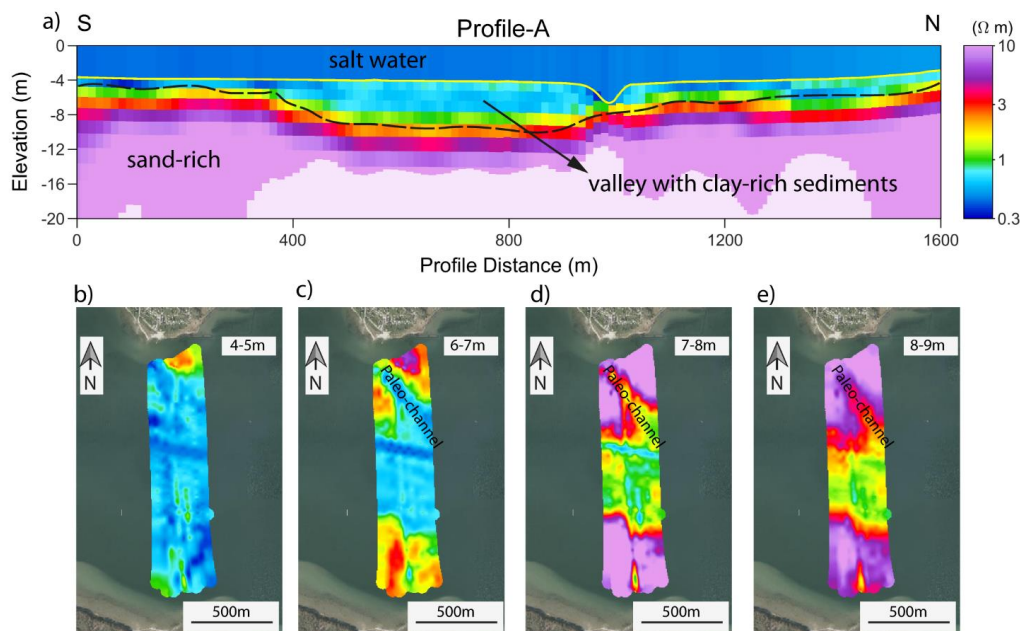 a)
S
Profile-A
N
(Ω m)
0
-4
-8
-12
-16
-20
Elevation (m)
salt water
sand-rich
valley with clay-rich sediments
10
3
1
0.3
0
400
800
1200
1600
Profile Distance (m)
b)
4-5m
N
500m
c)
6-7m
N
Paleo-channel
500m
d)
7-8m
N
Paleo-channel
500m
e)
8-9m
N
Paleo-channel
500m